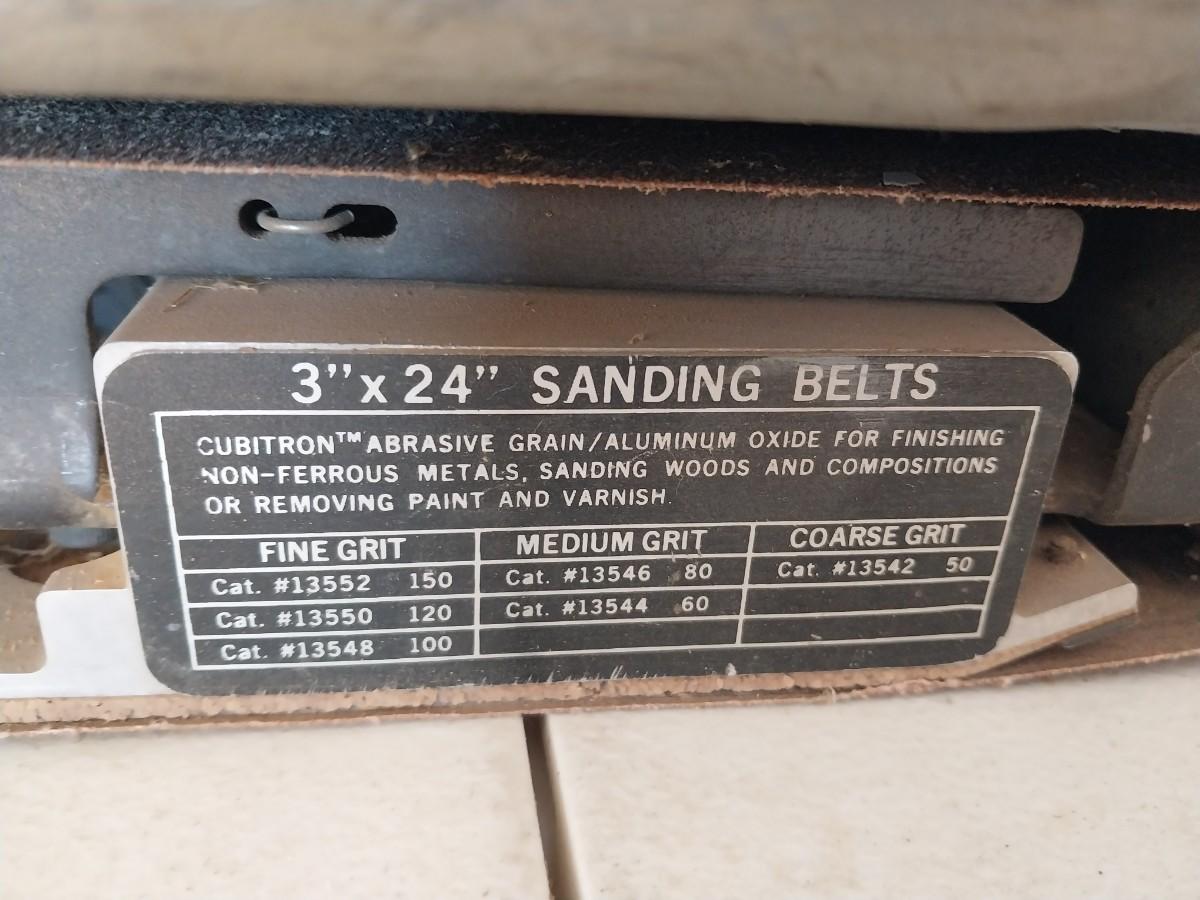 3”x 24” SANDING BELTS
CUBITRON™ ABRASIVE GRAIN/ALUMINUM OXIDE FOR FINISHING
NON-FERROUS METALS, SANDING WOODS AND COMPOSITIONS
OR REMOVING PAINT AND VARNISH.
FINE GRIT MEDIUM GRIT COARSE GRIT
Cat. #13552 150 Cat. #13546 80 Cat. #13542 50
Cat. #13550 120 Cat. #13544 60
Cat. #13548 100